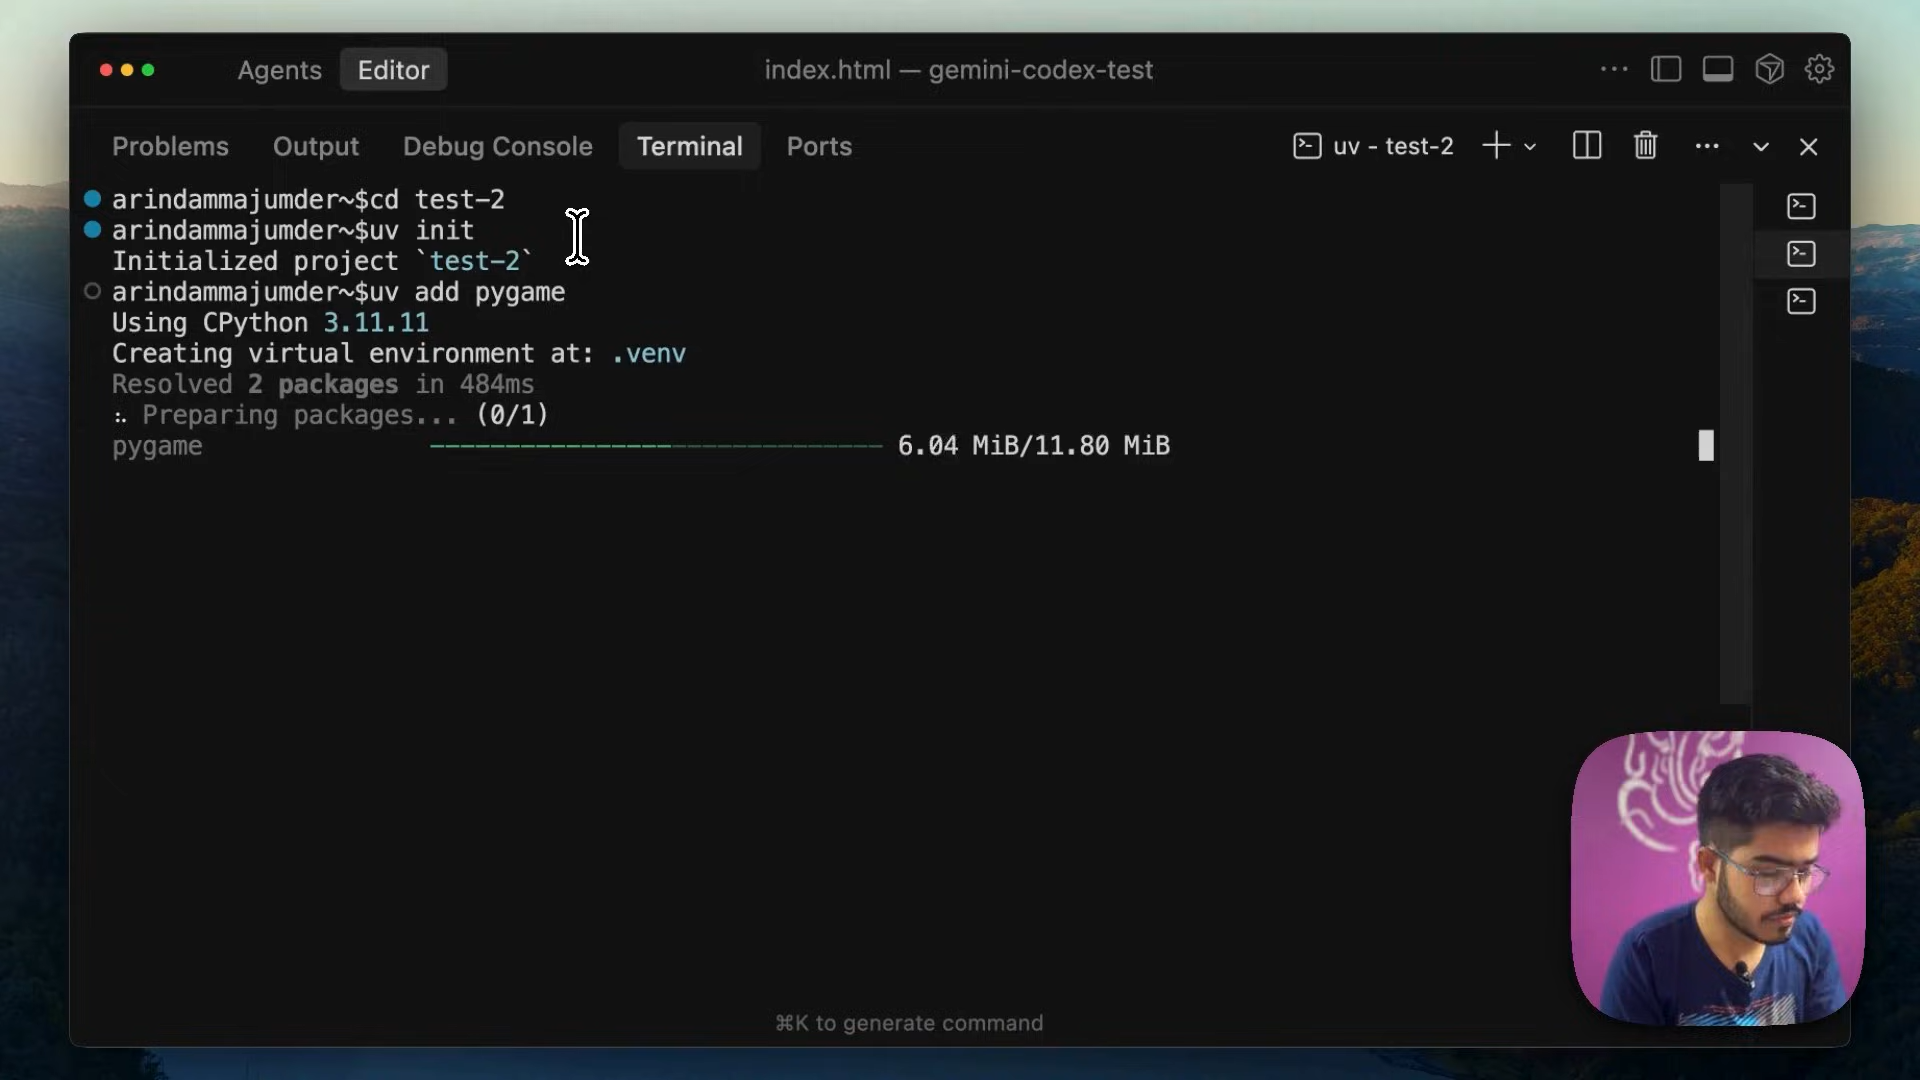 Agents Editor index.html — gemini-codex-test
Problems Output Debug Console Terminal Ports uv - test-2
arindammajumder~$cd test-2
arindammajumder~$uv init
Initialized project `test-2`
arindammajumder~$uv add pygame
Using CPython 3.11.11
Creating virtual environment at: .venv
Resolved 2 packages in 484ms
Preparing packages... (0/1)
pygame 6.04 MiB/11.80 MiB
⌘K to generate command